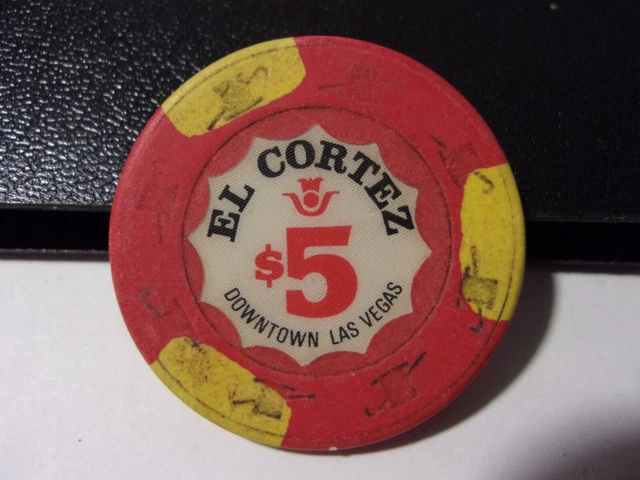 EL CORTEZ
$5
DOWNTOWN LAS VEGAS